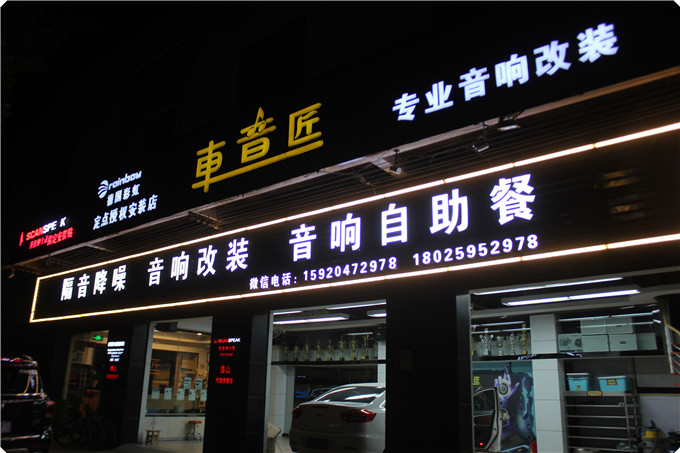 专业音响改装
車音匠
rainbow
德国彩虹
定点授权安装店
SCANSPE K
隔音降噪 音响改装 音响自助餐
微信电话：15920472978 18025952978
SCANSPEAK